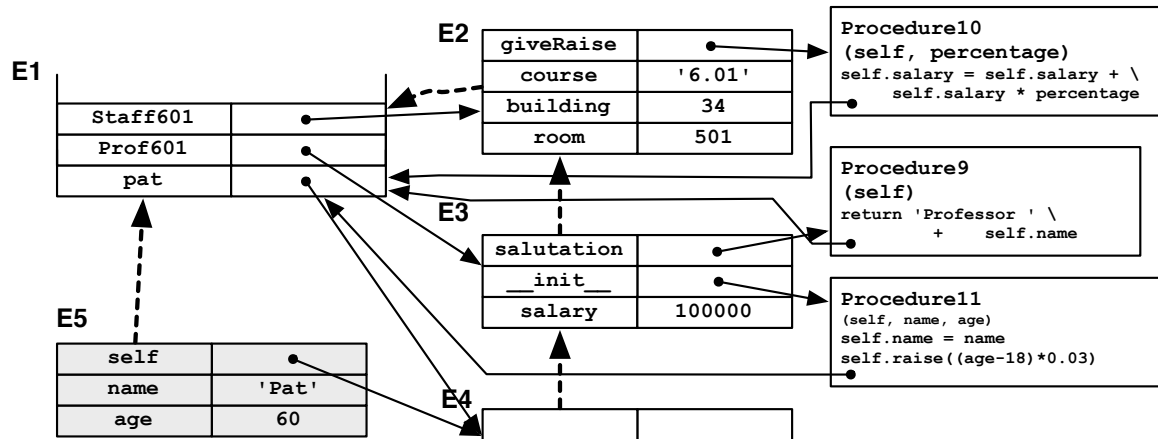 E1
Staff601
Prof601
pat
E2
giveRaise
course '6.01'
building 34
room 501
Procedure10
(self, percentage)
self.salary = self.salary + \
self.salary * percentage
E3
salutation
__init__
salary 100000
Procedure9
(self)
return 'Professor ' \
+ self.name
Procedure11
(self, name, age)
self.name = name
self.raise((age-18)*0.03)
E5
self
name 'Pat'
age 60
E4